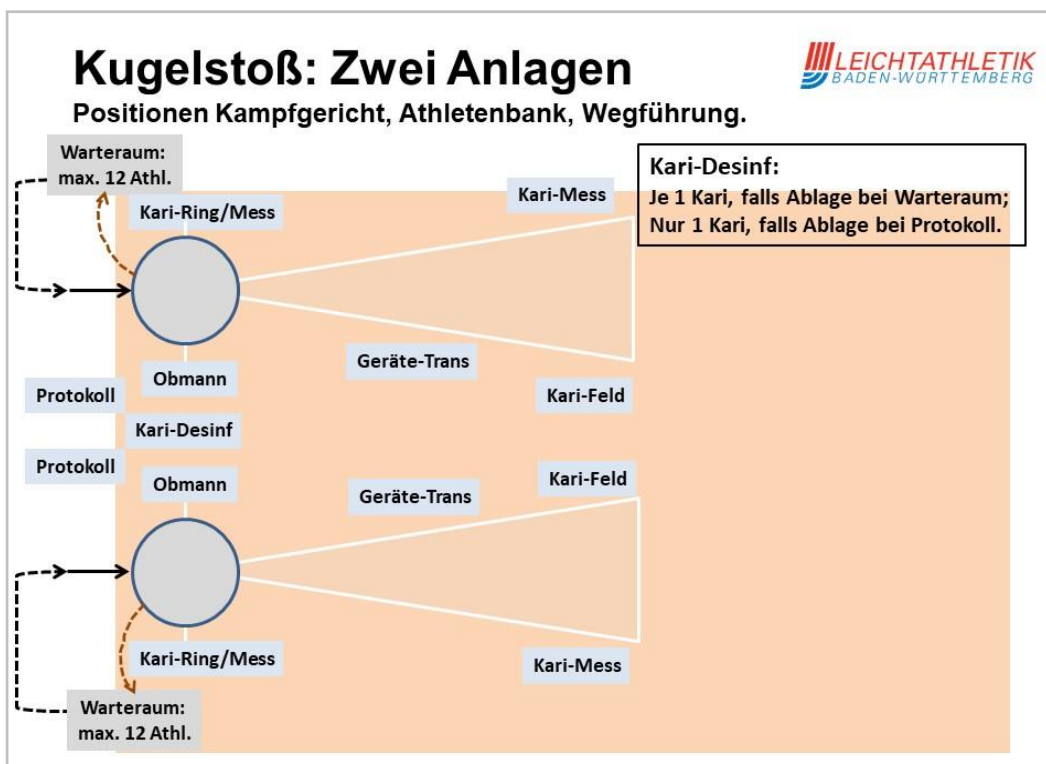 Kugelstoß: Zwei Anlagen
Positionen Kampfgericht, Athletenbank, Wegführung.
LEICHTATHLETIK
BADEN-WÜRTTEMBERG
Warteraum:
max. 12 Athl.
Kari-Desinf:
Je 1 Kari, falls Ablage bei Warteraum;
Nur 1 Kari, falls Ablage bei Protokoll.
Kari-Ring/Mess
Kari-Mess
Geräte-Trans
Obmann
Protokoll
Kari-Feld
Kari-Desinf
Protokoll
Obmann
Kari-Feld
Geräte-Trans
Kari-Ring/Mess
Kari-Mess
Warteraum:
max. 12 Athl.